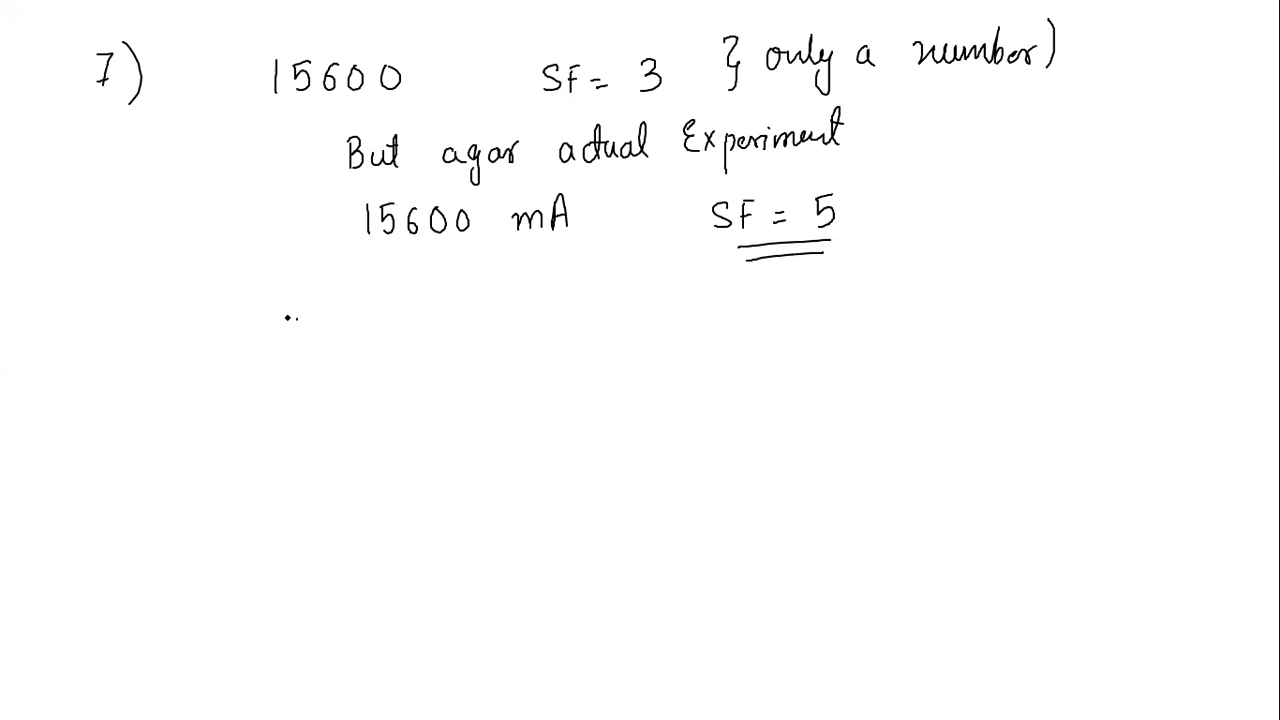 7) 15600 SF = 3 } only a number)
But agar actual Experiment
15600 mA SF = 5